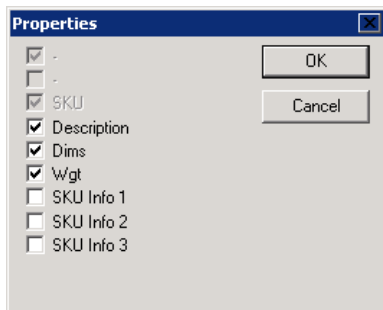 Properties
-
-
SKU
Description
Dims
Wgt
SKU Info 1
SKU Info 2
SKU Info 3
OK
Cancel